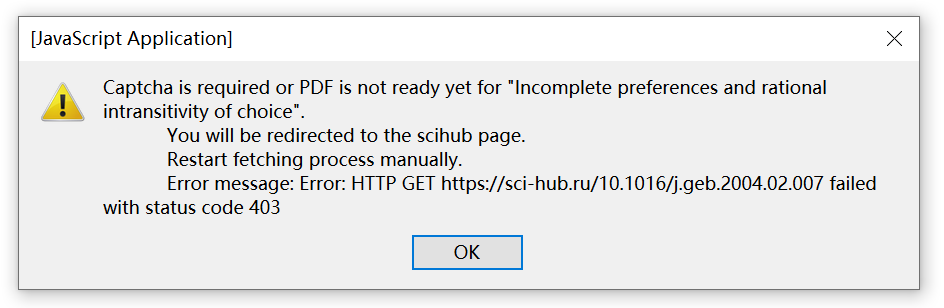 [JavaScript Application]
Captcha is required or PDF is not ready yet for "Incomplete preferences and rational
intransitivity of choice".
You will be redirected to the scihub page.
Restart fetching process manually.
Error message: Error: HTTP GET https://sci-hub.ru/10.1016/j.geb.2004.02.007 failed
with status code 403
OK